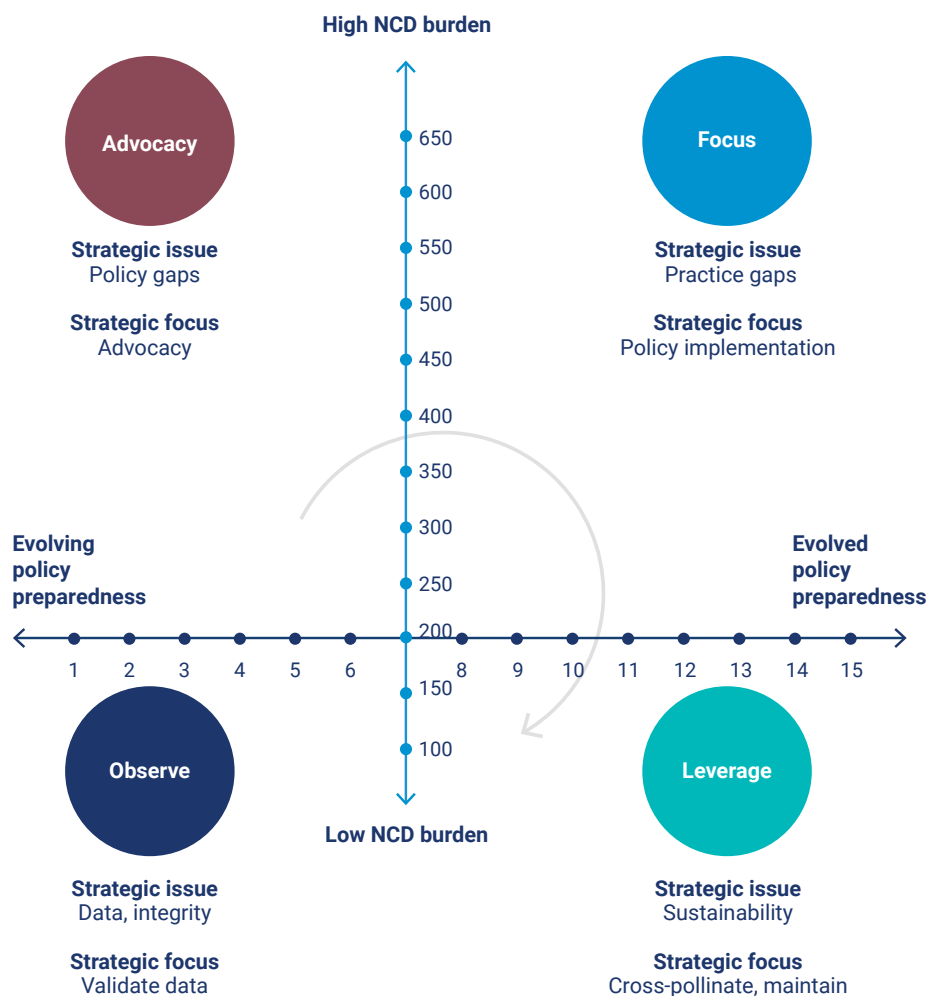 High NCD burden
Advocacy
Strategic issue
Policy gaps
Strategic focus
Advocacy
Focus
Strategic issue
Practice gaps
Strategic focus
Policy implementation
650
600
550
500
450
400
350
300
250
200
150
100
Evolving
policy
preparedness
Evolved
policy
preparedness
1 2 3 4 5 6 8 9 10 11 12 13 14 15
Observe
Strategic issue
Data, integrity
Strategic focus
Validate data
Low NCD burden
Leverage
Strategic issue
Sustainability
Strategic focus
Cross-pollinate, maintain